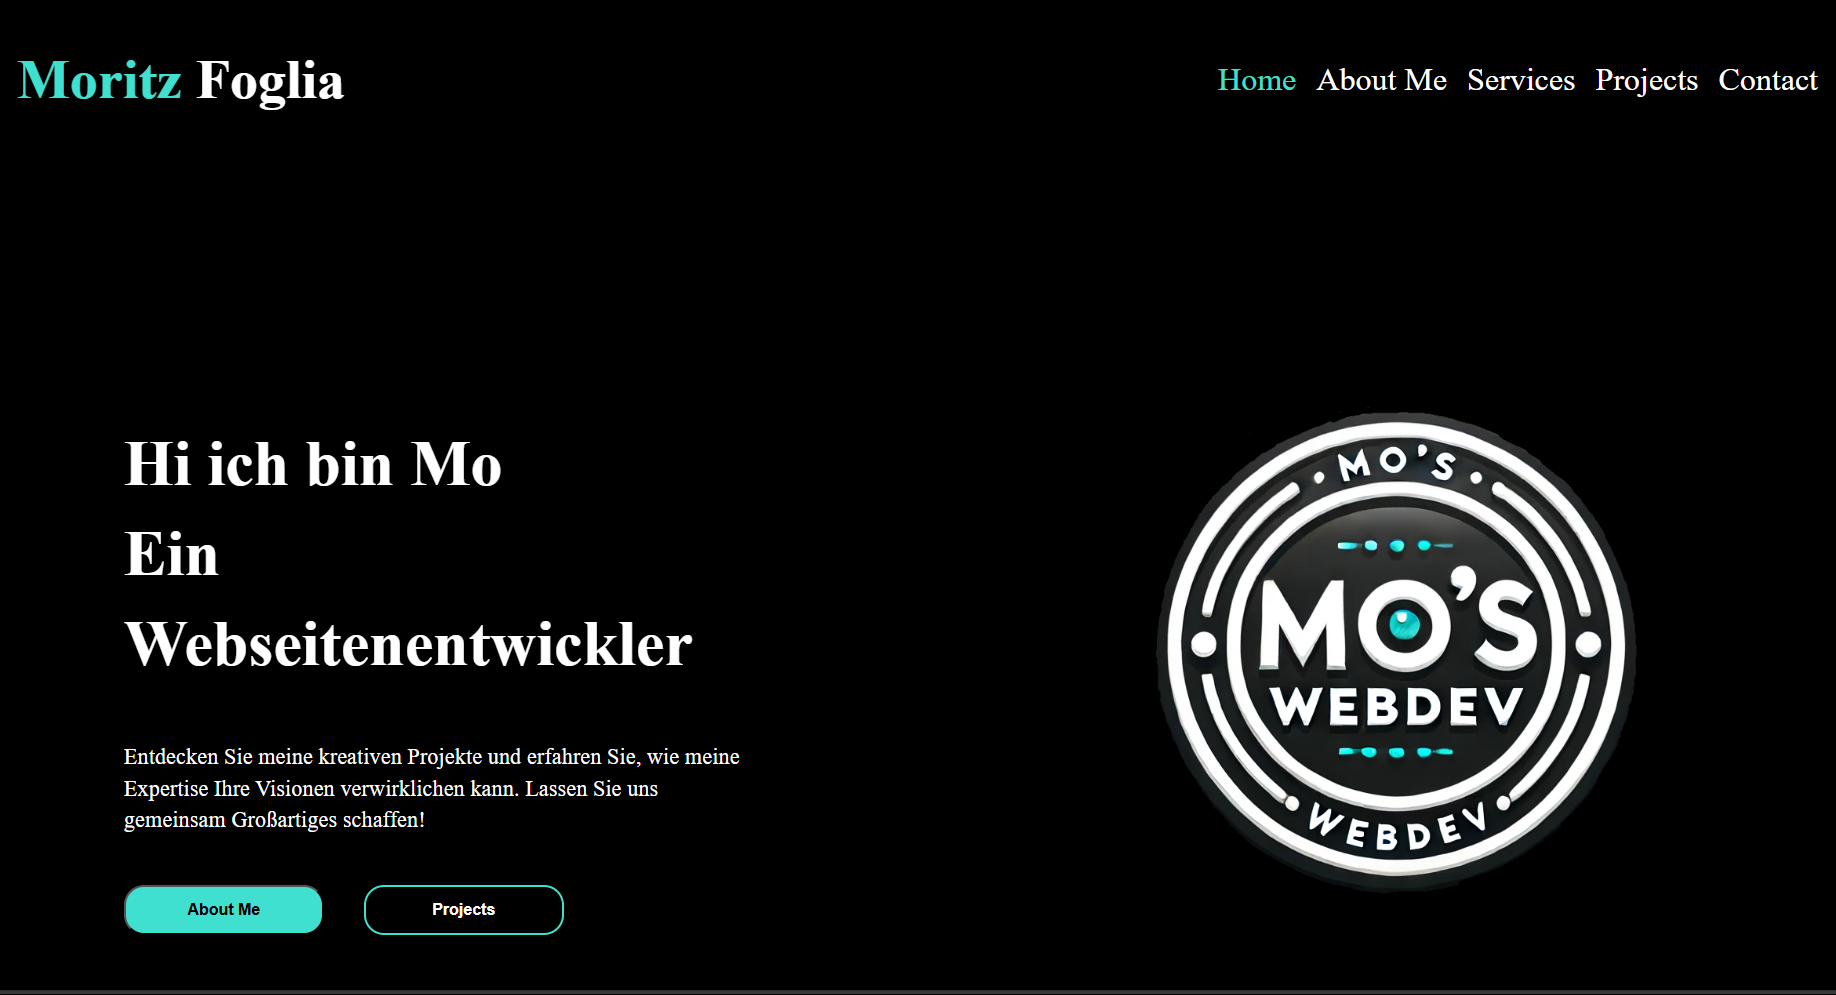 Moritz Foglia
Home About Me Services Projects Contact
Hi ich bin Mo
Ein
Webseitenentwickler
Entdecken Sie meine kreativen Projekte und erfahren Sie, wie meine
Expertise Ihre Visionen verwirklichen kann. Lassen Sie uns
gemeinsam Großartiges schaffen!
About Me
Projects
MO'S
MO'S
WEBDEV
WEBDEV